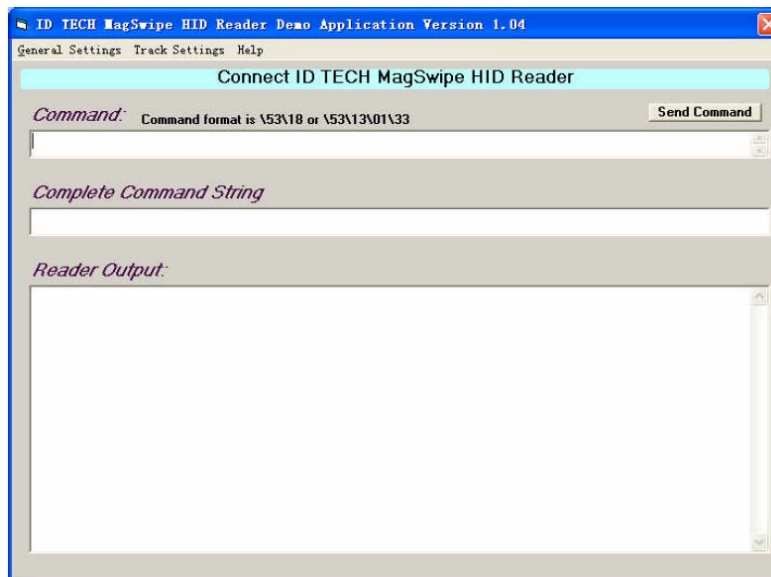 ID TECH MagSwipe HID Reader Demo Application Version 1.04
General Settings Track Settings Help
Connect ID TECH MagSwipe HID Reader
Command: Command format is \53\18 or \53\13\01\33 Send Command
Complete Command String
Reader Output: